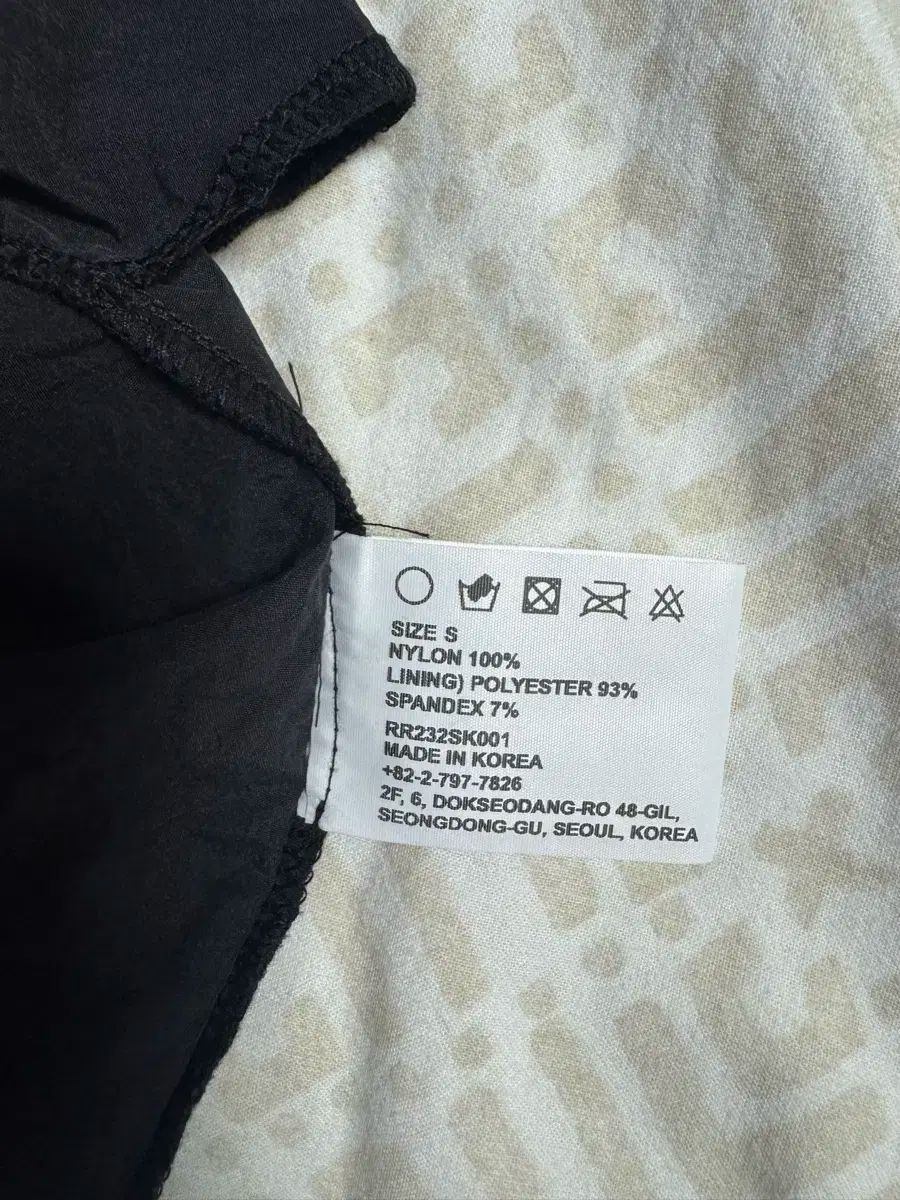 SIZE S
NYLON 100%
LINING) POLYESTER 93%
SPANDEX 7%
RR232SK001
MADE IN KOREA
+82-2-797-7826
2F, 6, DOKSEODANG-RO 48-GIL,
SEONGDONG-GU, SEOUL, KOREA